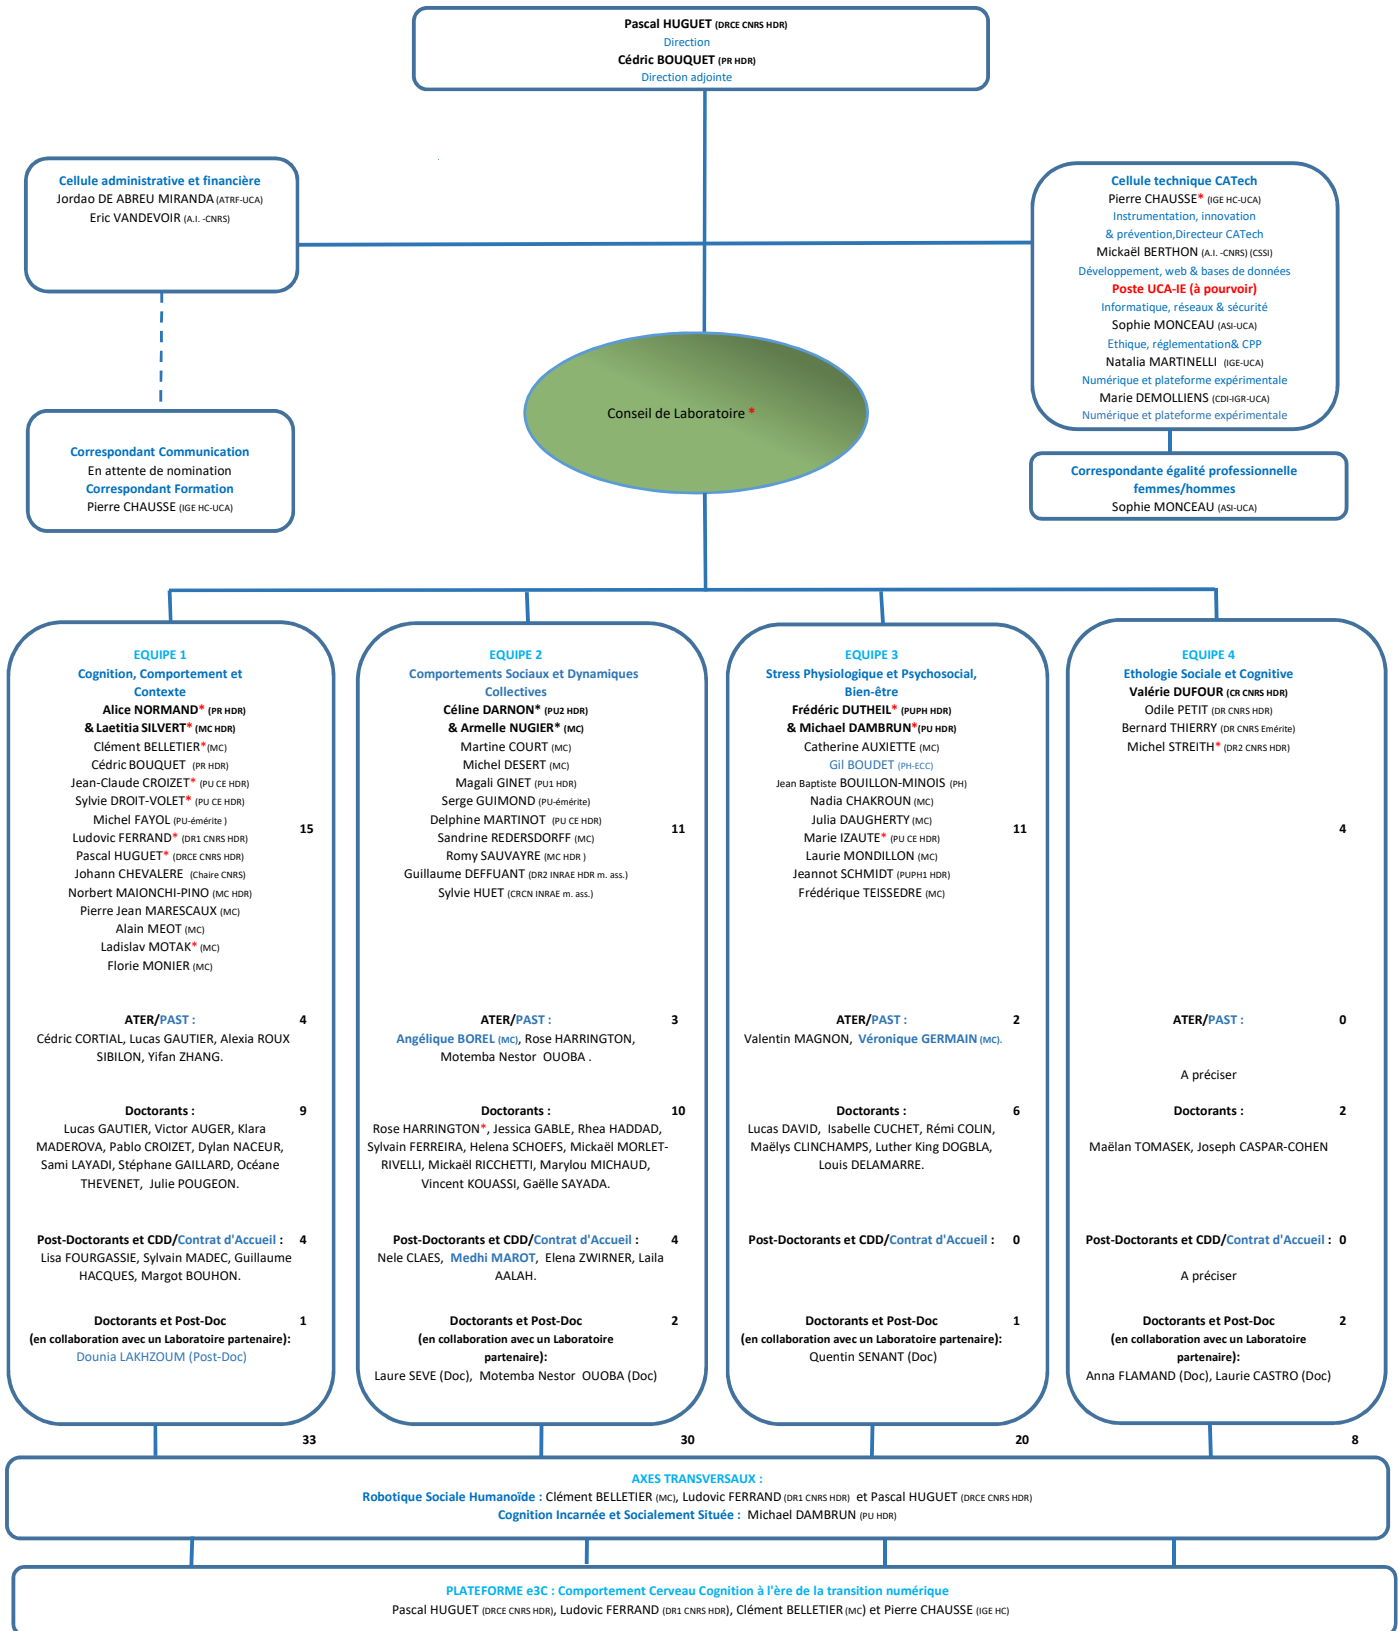 Pascal HUGUET (DRCE CNRS HDR)
Direction
Cédric BOUQUET (PR HDR)
Direction adjointe
Cellule administrative et financière
Jordao DE ABREU MIRANDA (ATRF-UCA)
Eric VANDEVOIR (A.I. -CNRS)
Cellule technique CATech
Pierre CHAUSSE* (IGE HC-UCA)
Instrumentation, innovation
& prévention,Directeur CATech
Mickaël BERTHON (A.I. -CNRS) (CSSI)
Développement, web & bases de données
Poste UCA-IE (à pourvoir)
Informatique, réseaux & sécurité
Sophie MONCEAU (ASI-UCA)
Ethique, réglementation& CPP
Natalia MARTINELLI (IGE-UCA)
Numérique et plateforme expérimentale
Marie DEMOLLIENS (CDI-IGR-UCA)
Numérique et plateforme expérimentale
Conseil de Laboratoire *
Correspondant Communication
En attente de nomination
Correspondant Formation
Pierre CHAUSSE (IGE HC-UCA)
Correspondante égalité professionnelle
femmes/hommes
Sophie MONCEAU (ASI-UCA)
EQUIPE 1
Cognition, Comportement et
Contexte
Alice NORMAND* (PR HDR)
& Laetitia SILVERT* (MC HDR)
Clément BELLETIER*(MC)
Cédric BOUQUET (PR HDR)
Jean-Claude CROIZET* (PU CE HDR)
Sylvie DROIT-VOLET* (PU CE HDR)
Michel FAYOL (PU-émérite )
Ludovic FERRAND* (DR1 CNRS HDR)
15
Pascal HUGUET* (DRCE CNRS HDR)
Johann CHEVALERE (Chaire CNRS)
Norbert MAIONCHI-PINO (MC HDR)
Pierre Jean MARESCAUX (MC)
Alain MEOT (MC)
Ladislav MOTAK* (MC)
Florie MONIER (MC)
ATER/PAST : 4
Cédric CORTIAL, Lucas GAUTIER, Alexia ROUX
SIBILON, Yifan ZHANG.
Doctorants : 9
Lucas GAUTIER, Victor AUGER, Klara
MADEROVA, Pablo CROIZET, Dylan NACEUR,
Sami LAYADI, Stéphane GAILLARD, Océane
THEVENET, Julie POUGEON.
Post-Doctorants et CDD/Contrat d'Accueil : 4
Lisa FOURGASSIE, Sylvain MADEC, Guillaume
HACQUES, Margot BOUHON.
Doctorants et Post-Doc 1
(en collaboration avec un Laboratoire partenaire):
Dounia LAKHZOUM (Post-Doc)
33
EQUIPE 2
Comportements Sociaux et Dynamiques
Collectives
Céline DARNON* (PU2 HDR)
& Armelle NUGIER* (MC)
Martine COURT (MC)
Michel DESERT (MC)
Magali GINET (PU1 HDR)
Serge GUIMOND (PU-émérite)
Delphine MARTINOT (PU CE HDR)
Sandrine REDERSDORFF (MC)
11
Romy SAUVAYRE (MC HDR )
Guillaume DEFFUANT (DR2 INRAE HDR m. ass.)
Sylvie HUET (CRCN INRAE m. ass.)
ATER/PAST : 3
Angélique BOREL (MC), Rose HARRINGTON,
Motemba Nestor OUOBA .
Doctorants : 10
Rose HARRINGTON*, Jessica GABLE, Rhea HADDAD,
Sylvain FERREIRA, Helena SCHOEFS, Mickaël MORLET-
RIVELLI, Mickaël RICCHETTI, Marylou MICHAUD,
Vincent KOUASSI, Gaëlle SAYADA.
Post-Doctorants et CDD/Contrat d'Accueil : 4
Nele CLAES, Medhi MAROT, Elena ZWIRNER, Laila
AALAH.
Doctorants et Post-Doc 2
(en collaboration avec un Laboratoire
partenaire):
Laure SEVE (Doc), Motemba Nestor OUOBA (Doc)
30
EQUIPE 3
Stress Physiologique et Psychosocial,
Bien-être
Frédéric DUTHEIL* (PUPH HDR)
& Michael DAMBRUN*(PU HDR)
Catherine AUXIETTE (MC)
Gil BOUDET (PH-ECC)
Jean Baptiste BOUILLON-MINOIS (PH)
Nadia CHAKROUN (MC)
Julia DAUGHERTY (MC)
Marie IZAUTE* (PU CE HDR)
11
Laurie MONDILLON (MC)
Jeannot SCHMIDT (PUPH1 HDR)
Frédérique TEISSEDRE (MC)
ATER/PAST : 2
Valentin MAGNON, Véronique GERMAIN (MC).
Doctorants : 6
Lucas DAVID, Isabelle CUCHET, Rémi COLIN,
Maëlys CLINCHAMPS, Luther King DOGBLA,
Louis DELAMARRE.
Post-Doctorants et CDD/Contrat d'Accueil : 0
Doctorants et Post-Doc 1
(en collaboration avec un Laboratoire partenaire):
Quentin SENANT (Doc)
20
EQUIPE 4
Ethologie Sociale et Cognitive
Valérie DUFOUR (CR CNRS HDR)
Odile PETIT (DR CNRS HDR)
Bernard THIERRY (DR CNRS Emérite)
Michel STREITH* (DR2 CNRS HDR)
4
ATER/PAST : 0
A préciser
Doctorants : 2
Maëlan TOMASEK, Joseph CASPAR-COHEN
Post-Doctorants et CDD/Contrat d'Accueil : 0
A préciser
Doctorants et Post-Doc 2
(en collaboration avec un Laboratoire
partenaire):
Anna FLAMAND (Doc), Laurie CASTRO (Doc)
8
AXES TRANSVERSAUX :
Robotique Sociale Humanoïde : Clément BELLETIER (MC), Ludovic FERRAND (DR1 CNRS HDR) et Pascal HUGUET (DRCE CNRS HDR)
Cognition Incarnée et Socialement Située : Michael DAMBRUN (PU HDR)
PLATEFORME e3C : Comportement Cerveau Cognition à l'ère de la transition numérique
Pascal HUGUET (DRCE CNRS HDR), Ludovic FERRAND (DR1 CNRS HDR), Clément BELLETIER (MC) et Pierre CHAUSSE (IGE HC)